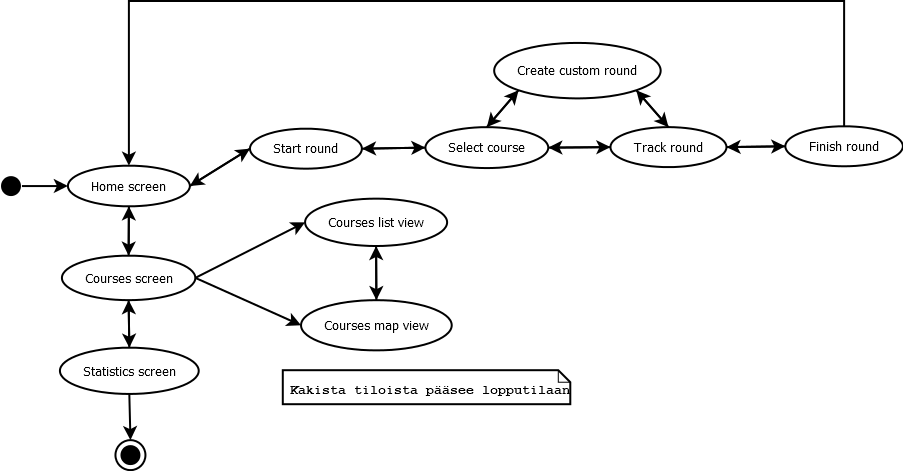 Create custom round
Start round
Select course
Track round
Finish round
Home screen
Courses list view
Courses screen
Courses map view
Statistics screen
Kakista tiloista pääsee lopputilaan